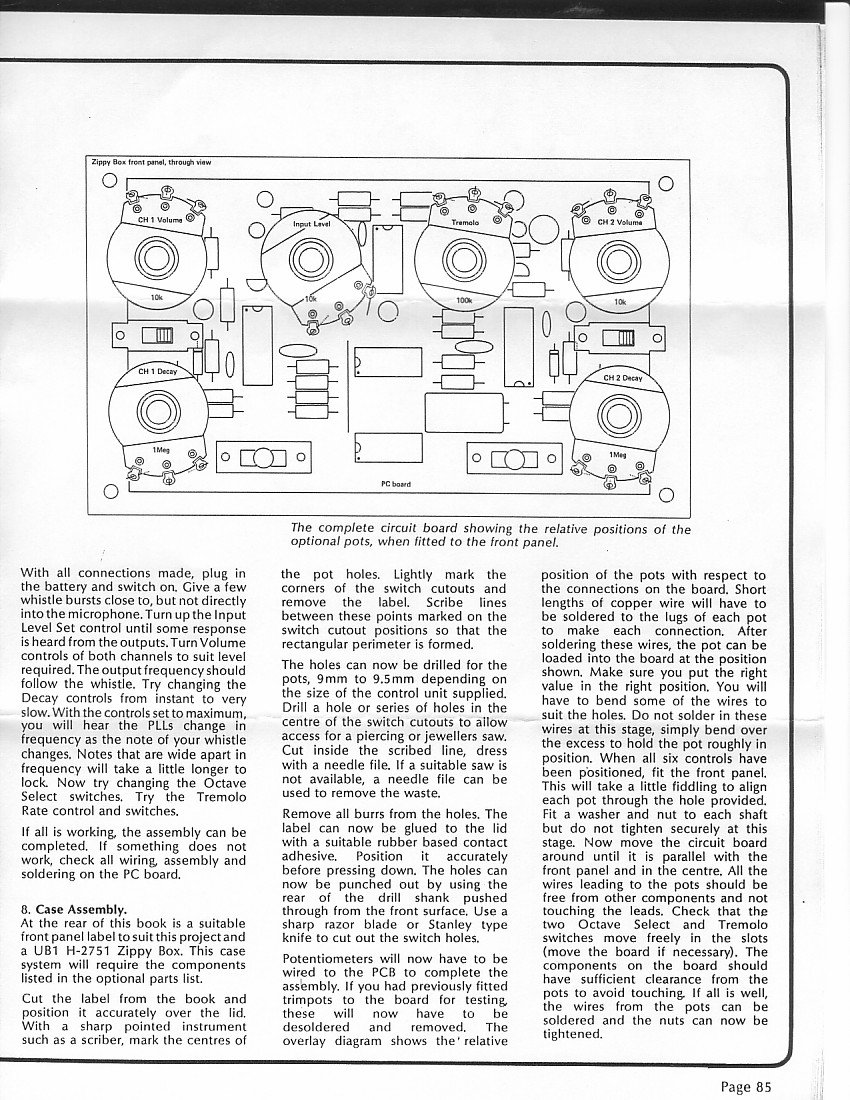 Zippy Box front panel, through view
CH 1 Volume
Input Level
Tremolo
CH 2 Volume
10k
10k
100k
10k
CH 1 Decay
CH 2 Decay
1Meg
1Meg
PC board
The complete circuit board showing the relative positions of the
optional pots, when fitted to the front panel.
With all connections made, plug in
the battery and switch on. Give a few
whistle bursts close to, but not directly
into the microphone. Turn up the Input
Level Set control until some response
is heard from the outputs. Turn Volume
controls of both channels to suit level
required. The output frequency should
follow the whistle. Try changing the
Decay controls from instant to very
slow. With the controls set to maximum,
you will hear the PLLs change in
frequency as the note of your whistle
changes. Notes that are wide apart in
frequency will take a little longer to
lock. Now try changing the Octave
Select switches. Try the Tremolo
Rate control and switches.
If all is working, the assembly can be
completed. If something does not
work, check all wiring, assembly and
soldering on the PC board.
8. Case Assembly.
At the rear of this book is a suitable
front panel label to suit this project and
a UB1 H-2751 Zippy Box. This case
system will require the components
listed in the optional parts list.
Cut the label from the book and
position it accurately over the lid.
With a sharp pointed instrument
such as a scriber, mark the centres of
the pot holes. Lightly mark the
corners of the switch cutouts and
remove the label. Scribe lines
between these points marked on the
switch cutout positions so that the
rectangular perimeter is formed.
The holes can now be drilled for the
pots, 9mm to 9.5mm depending on
the size of the control unit supplied.
Drill a hole or series of holes in the
centre of the switch cutouts to allow
access for a piercing or jewellers saw.
Cut inside the scribed line, dress
with a needle file. If a suitable saw is
not available, a needle file can be
used to remove the waste.
Remove all burrs from the holes. The
label can now be glued to the lid
with a suitable rubber based contact
adhesive. Position it accurately
before pressing down. The holes can
now be punched out by using the
rear of the drill shank pushed
through from the front surface. Use a
sharp razor blade or Stanley type
knife to cut out the switch holes.
Potentiometers will now have to be
wired to the PCB to complete the
assembly. If you had previously fitted
trimpots to the board for testing,
these will now have to be
desoldered and removed. The
overlay diagram shows the relative
position of the pots with respect to
the connections on the board. Short
lengths of copper wire will have to
be soldered to the lugs of each pot
to make each connection. After
soldering these wires, the pot can be
loaded into the board at the position
shown. Make sure you put the right
value in the right position. You will
have to bend some of the wires to
suit the holes. Do not solder in these
wires at this stage, simply bend over
the excess to hold the pot roughly in
position. When all six controls have
been positioned, fit the front panel.
This will take a little fiddling to align
each pot through the hole provided.
Fit a washer and nut to each shaft
but do not tighten securely at this
stage. Now move the circuit board
around until it is parallel with the
front panel and in the centre. All the
wires leading to the pots should be
free from other components and not
touching the leads. Check that the
two Octave Select and Tremolo
switches move freely in the slots
(move the board if necessary). The
components on the board should
have sufficient clearance from the
pots to avoid touching. If all is well,
the wires from the pots can be
soldered and the nuts can now be
tightened.
Page 85